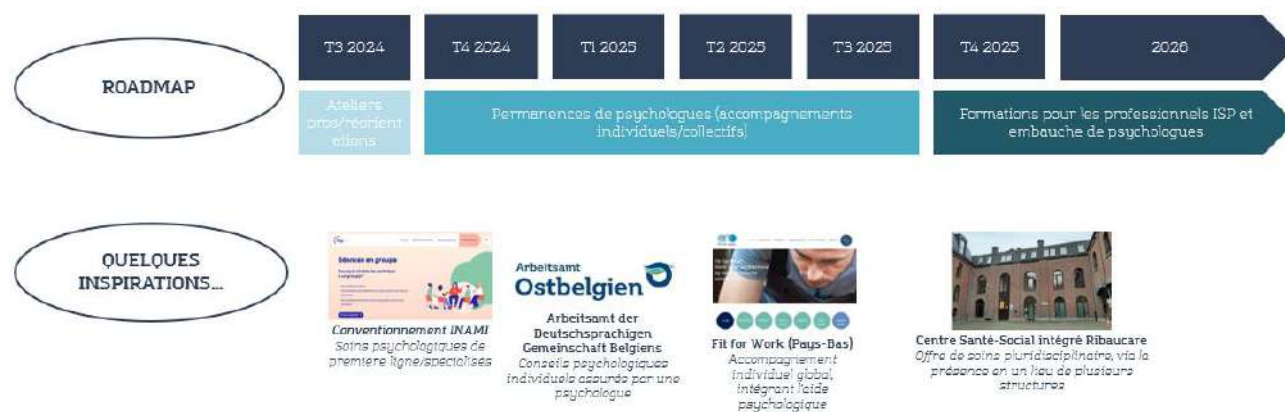 ROADMAP
T3 2024
T4 2024
T1 2025
T2 2025
T3 2025
T4 2025
2026
Ateliers
pros/réorient
ations
Permanences de psychologues (accompagnements
individuels/collectifs)
Formations pour les professionnels ISP et
embauche de psychologues
QUELQUES
INSPIRATIONS...
Séances en groupe
Conventionnement INAMI
Soins psychologiques de
première ligne/spécialisés
Arbeitsamt
Ostbelgien
Arbeitsamt der
Deutschsprachigen
Gemeinschaft Belgiens
Conseils psychologiques
individuels assurés par une
psychologue
Fit for Work (Pays-Bas)
Accompagnement
individuel global,
intégrant l'aide
psychologique
Centre Santé-Social intégré Ribaucare
Offre de soins pluridisciplinaire, via la
présence en un lieu de plusieurs
structures